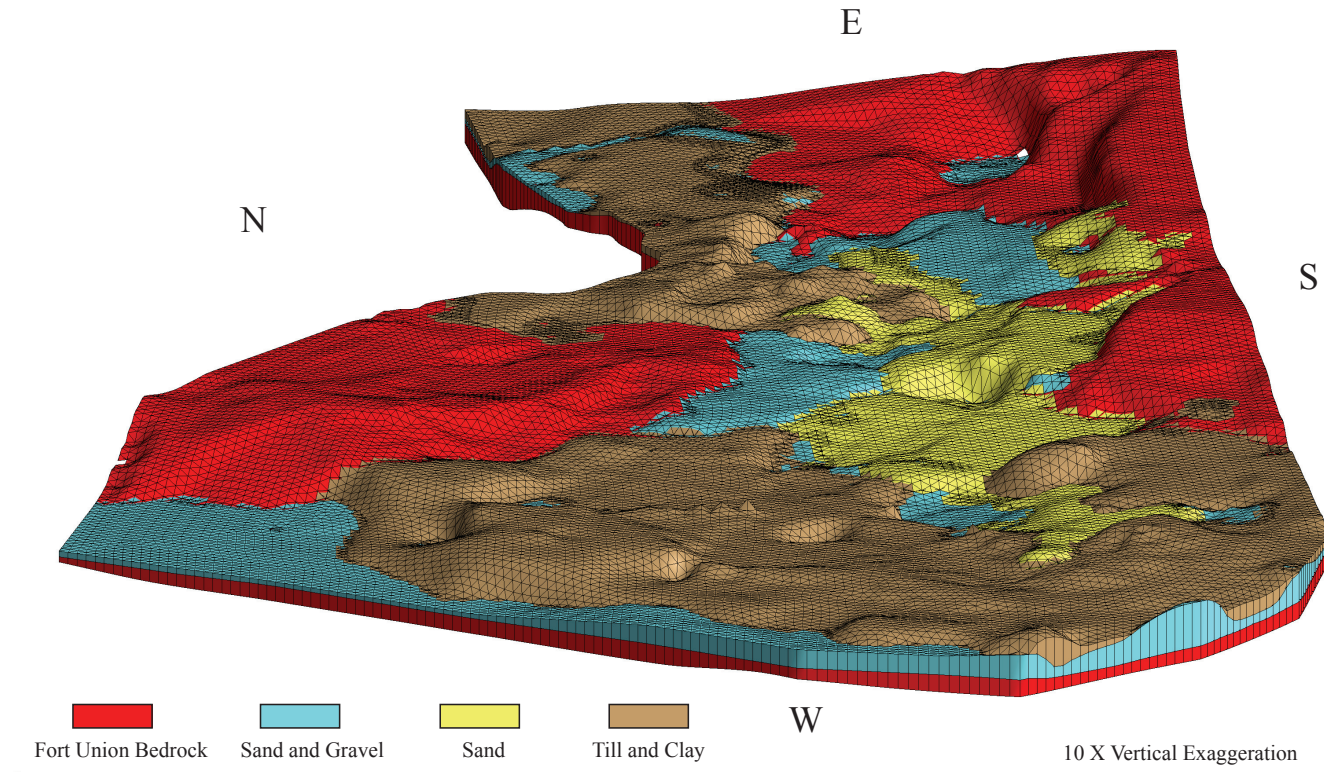 E
N
S
W
Fort Union Bedrock
Sand and Gravel
Sand
Till and Clay
10 X Vertical Exaggeration